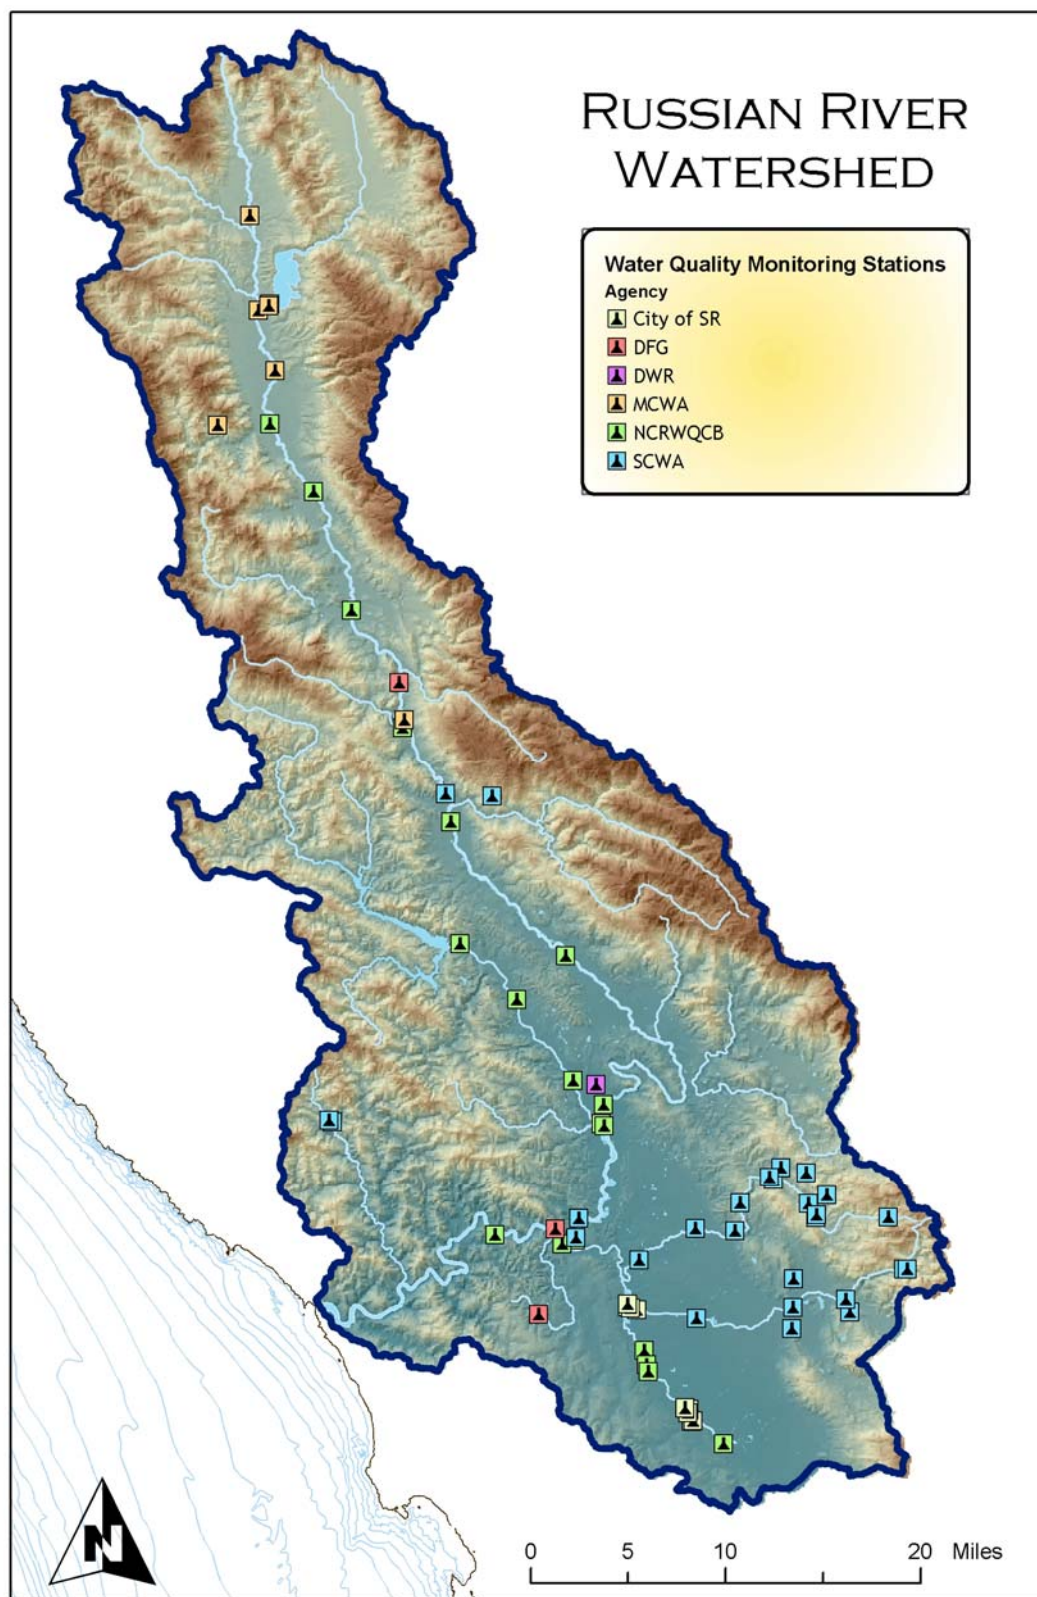 RUSSIAN RIVER
WATERSHED
Water Quality Monitoring Stations
Agency
City of SR
DFG
DWR
MCWA
NCRWQCB
SCWA
N
0 5 10 20 Miles